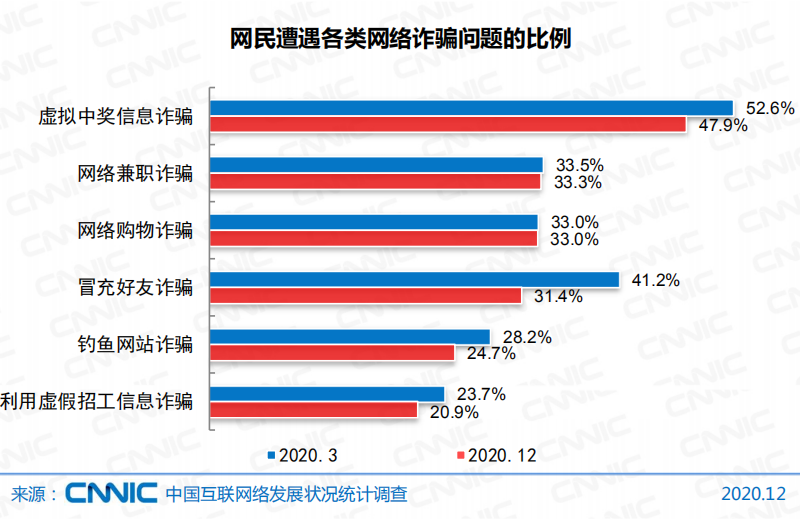 网民遭遇各类网络诈骗问题的比例
虚拟中奖信息诈骗
52.6%
47.9%
网络兼职诈骗
33.5%
33.3%
网络购物诈骗
33.0%
33.0%
冒充好友诈骗
41.2%
31.4%
钓鱼网站诈骗
28.2%
24.7%
利用虚假招工信息诈骗
23.7%
20.9%
2020. 3
2020. 12
来源：CNNIC 中国互联网络发展状况统计调查
2020.12